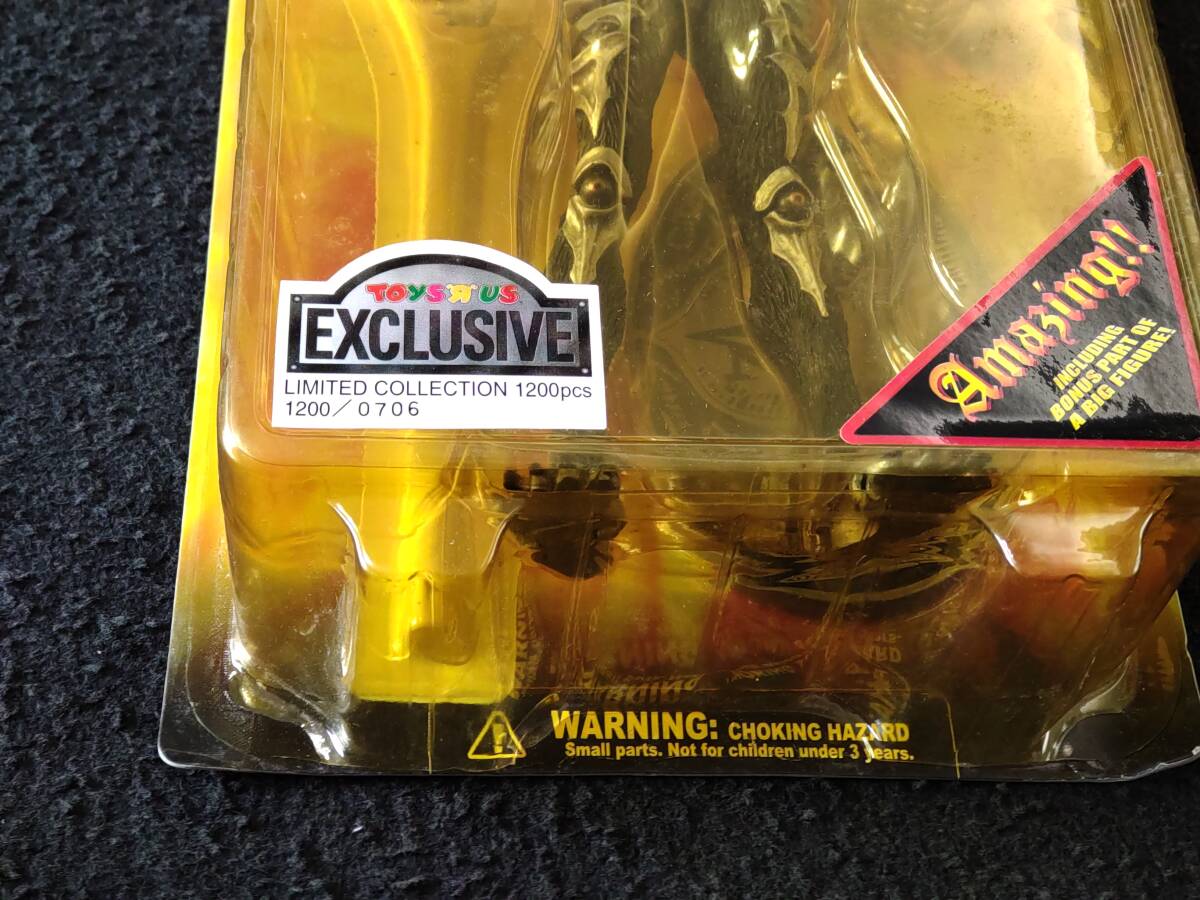 TOYS "R" US
EXCLUSIVE
LIMITED COLLECTION 1200pcs
1200／0706
Amazing!!
INCLUDING
BONUS PART OF
A BIG FIGURE!
WARNING: CHOKING HAZARD
Small parts. Not for children under 3 years.